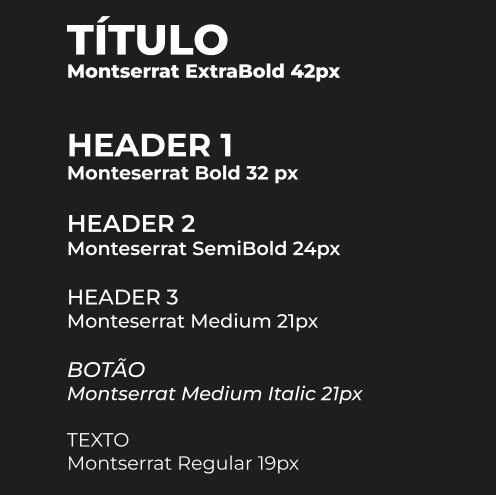 TÍTULO
Montserrat ExtraBold 42px
HEADER 1
Monteserrat Bold 32 px
HEADER 2
Monteserrat SemiBold 24px
HEADER 3
Monteserrat Medium 21px
BOTÃO
Montserrat Medium Italic 21px
TEXTO
Montserrat Regular 19px